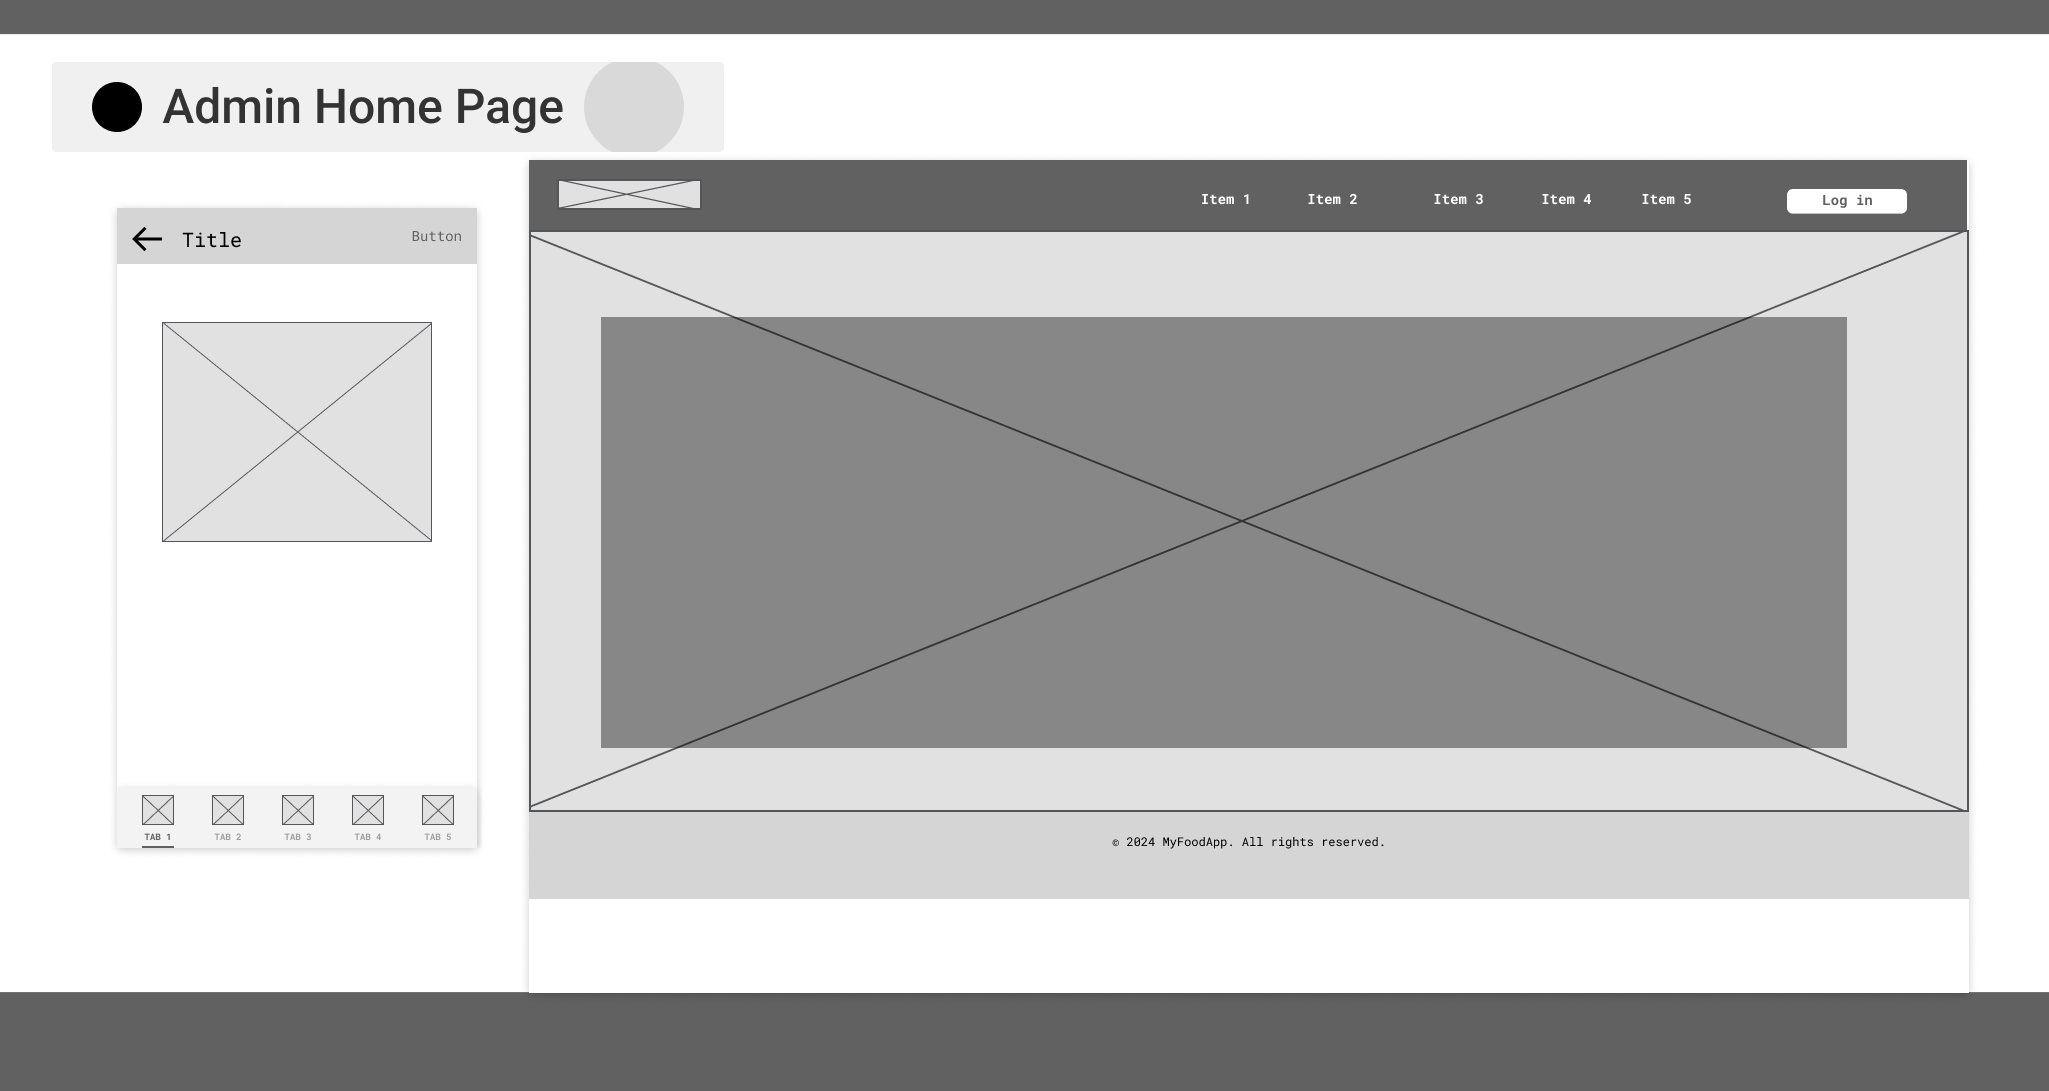 Admin Home Page
Title
Button
TAB 1
TAB 2
TAB 3
TAB 4
TAB 5
Item 1
Item 2
Item 3
Item 4
Item 5
Log in
© 2024 MyFoodApp. All rights reserved.